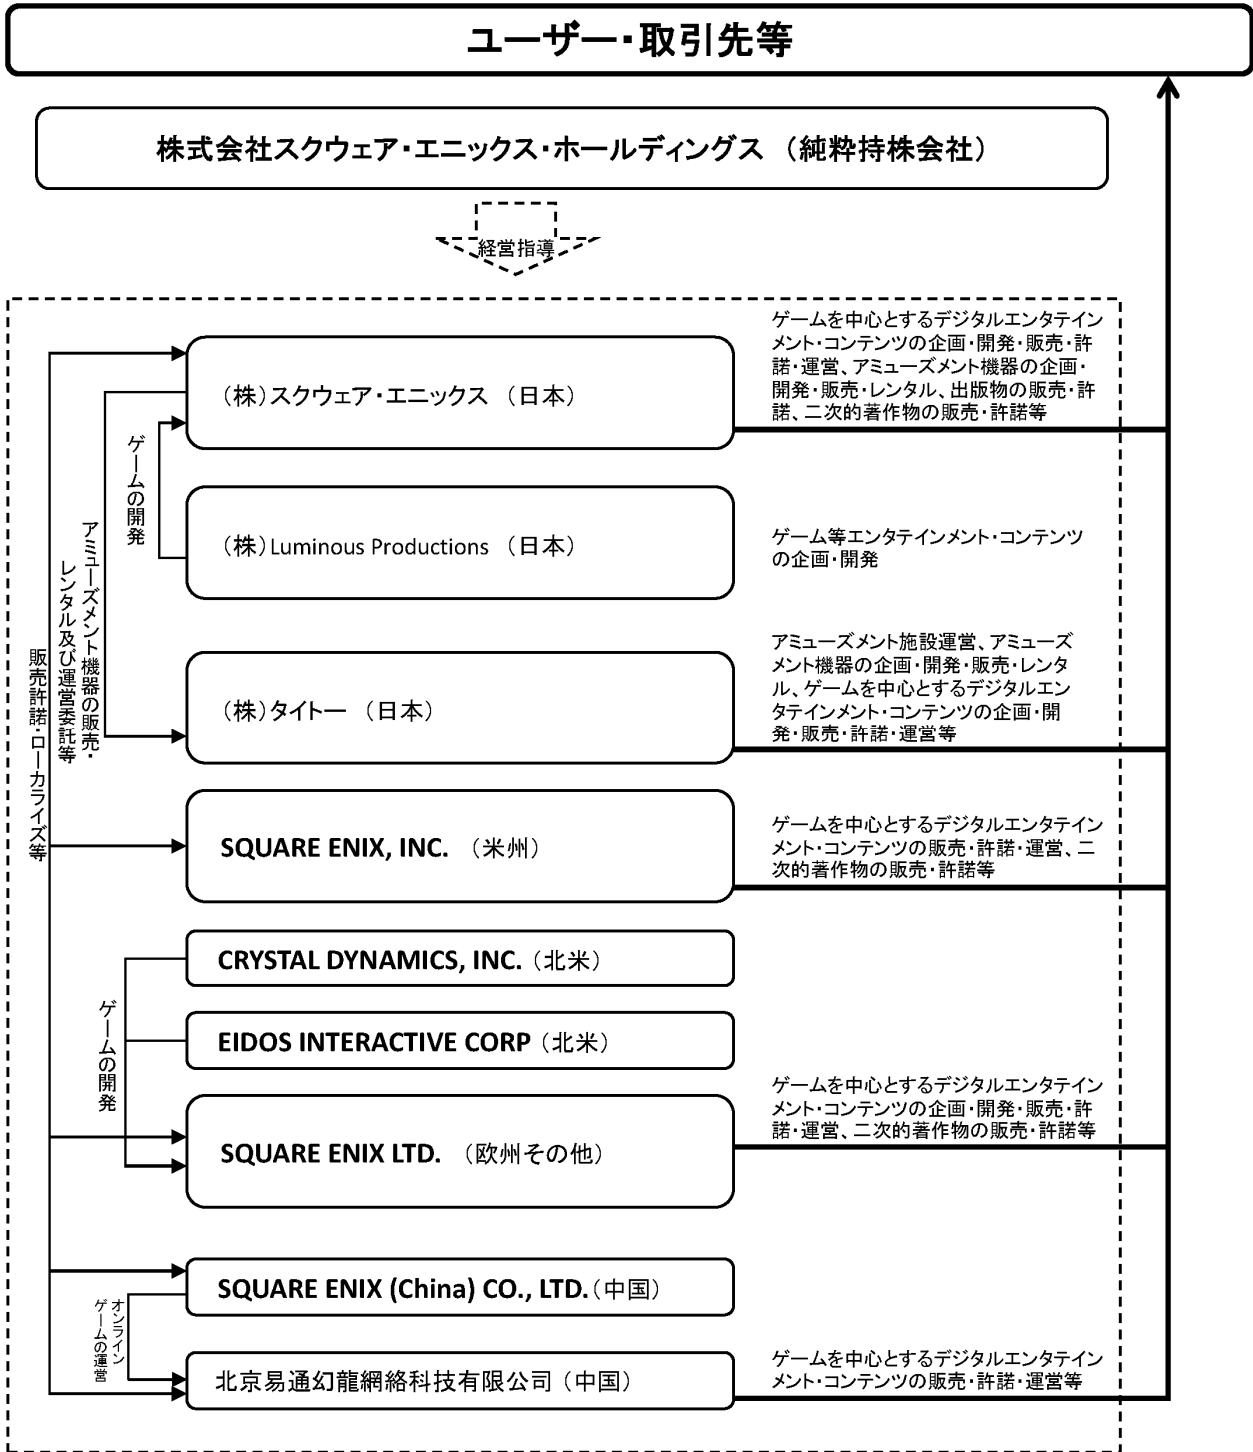 ユーザー・取引先等
株式会社スクウェア・エニックス・ホールディングス （純粋持株会社）
経営指導
ゲームを中心とするデジタルエンタテイン
メント・コンテンツの企画・開発・販売・許
諾・運営、アミューズメント機器の企画・
開発・販売・レンタル、出版物の販売・許
諾、二次的著作物の販売・許諾等
（株）スクウェア・エニックス （日本）
ゲームの開発
（株）Luminous Productions （日本）
ゲーム等エンタテインメント・コンテンツ
の企画・開発
アミューズメント機器の販売・
レンタル及び運営委託等
販売許諾・ローカライズ等
（株）タイトー （日本）
アミューズメント施設運営、アミューズ
メント機器の企画・開発・販売・レンタ
ル、ゲームを中心とするデジタルエン
タテインメント・コンテンツの企画・開
発・販売・許諾・運営等
SQUARE ENIX, INC. （米州）
ゲームを中心とするデジタルエンタテイン
メント・コンテンツの販売・許諾・運営、二
次的著作物の販売・許諾等
CRYSTAL DYNAMICS, INC.（北米）
EIDOS INTERACTIVE CORP（北米）
ゲームの開発
SQUARE ENIX LTD. （欧州その他）
ゲームを中心とするデジタルエンタテイン
メント・コンテンツの企画・開発・販売・許
諾・運営、二次的著作物の販売・許諾等
SQUARE ENIX (China) CO., LTD.（中国）
オンライン
ゲームの運営
北京易通幻龍網絡科技有限公司（中国）
ゲームを中心とするデジタルエンタテイン
メント・コンテンツの販売・許諾・運営等